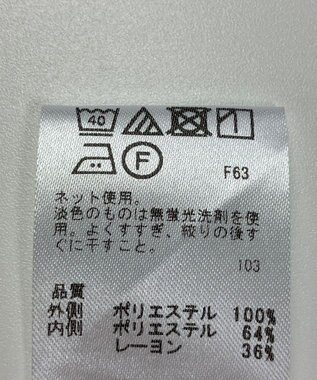 40
F
F63
ネット使用。
淡色のものは無蛍光洗剤を使
用。よくすすぎ、絞りの後す
ぐに干すこと。
103
品質
外側 ポリエステル 100%
内側 ポリエステル 64%
レーヨン 36%